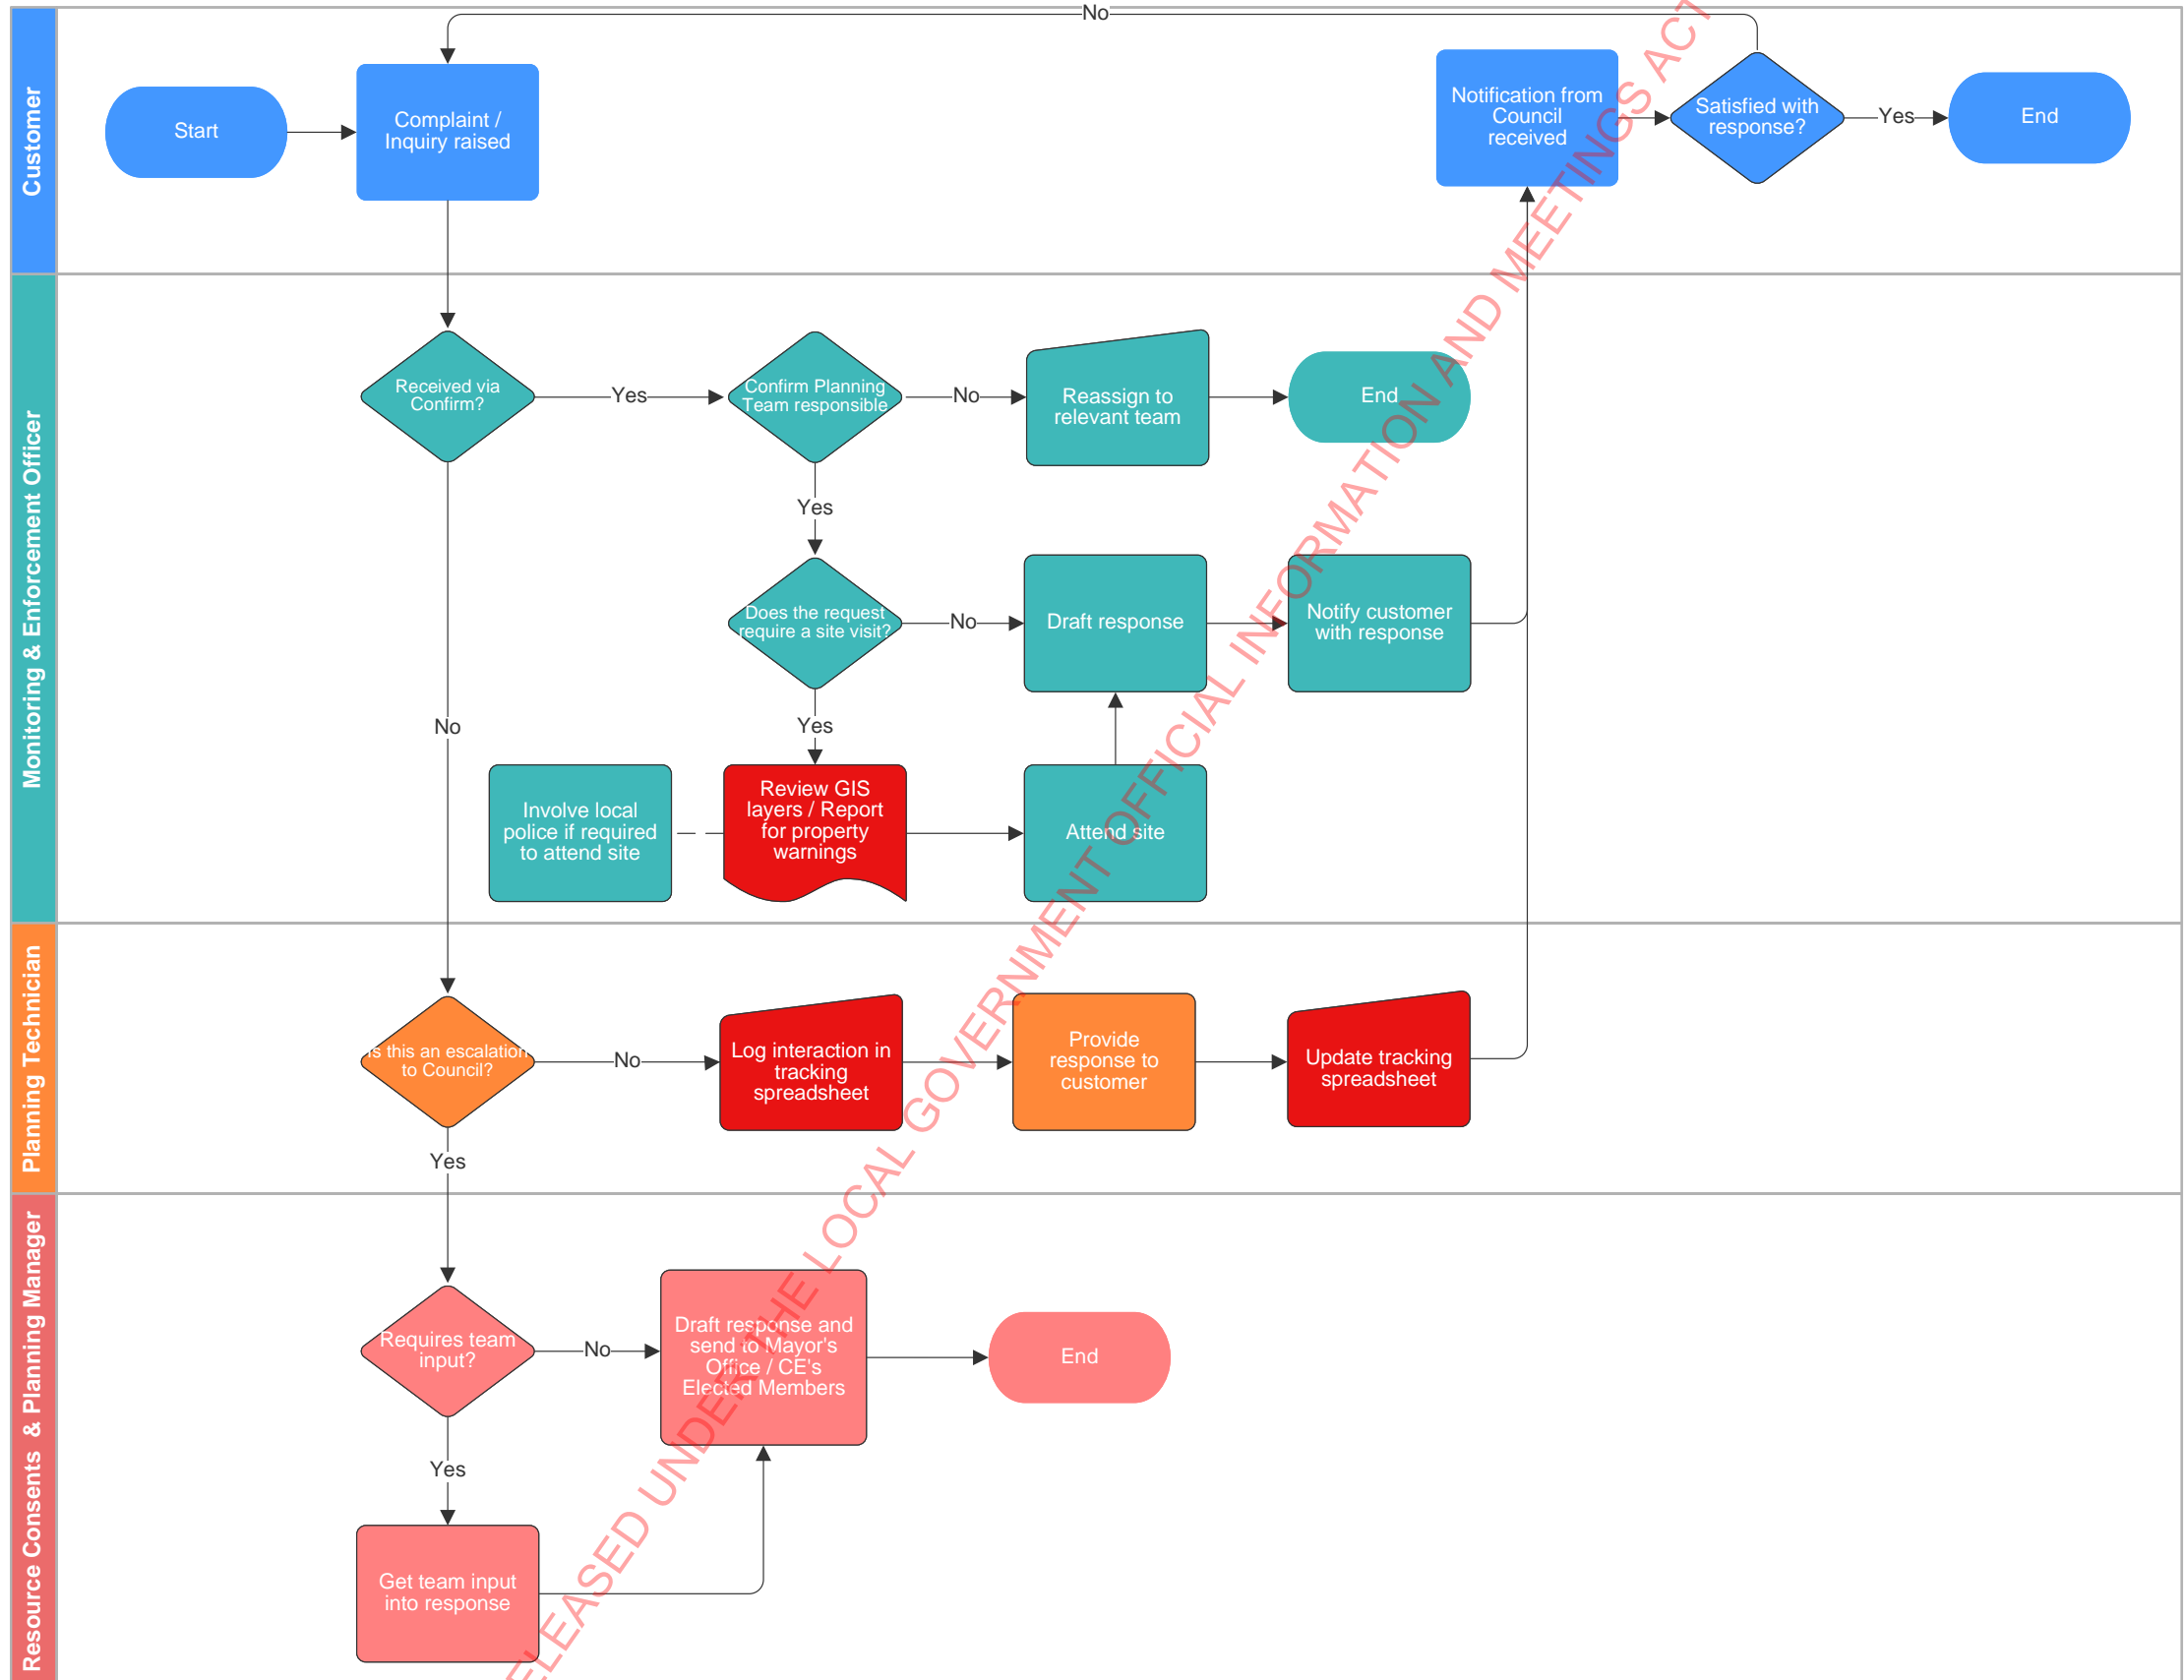 No
Customer
Start
Complaint /
Inquiry raised
Notification from
Council
received
Satisfied with
response?
Yes
End
Monitoring & Enforcement Officer
Received via
Confirm?
Yes
Confirm Planning
Team responsible
No
Reassign to
relevant team
End
Yes
Does the request
require a site visit?
No
Draft response
Notify customer
with response
Yes
No
Involve local
police if required
to attend site
Review GIS
layers / Report
for property
warnings
Attend site
Planning Technician
Is this an escalation
to Council?
No
Log interaction in
tracking
spreadsheet
Provide
response to
customer
Update tracking
spreadsheet
Yes
Resource Consents & Planning Manager
Requires team
input?
No
Draft response and
send to Mayor's
Office / CE's
Elected Members
End
Yes
Get team input
into response
ELEASED UNDER THE LOCAL GOVERNMENT OFFICIAL INFORMATION AND MEETINGS ACT